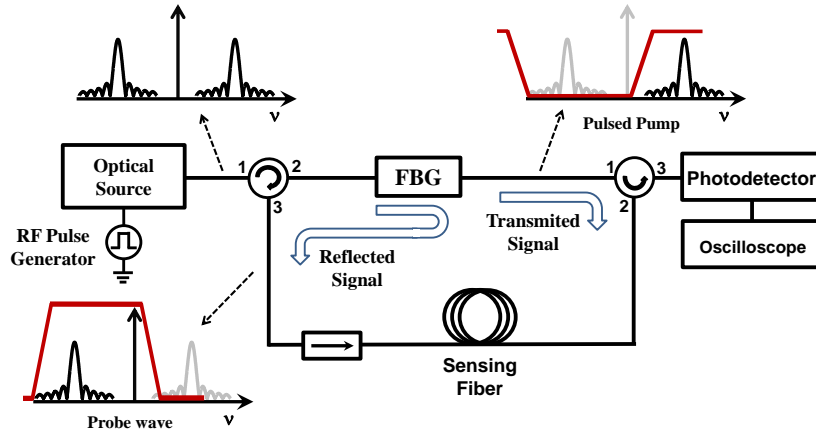 ν
ν
Pulsed Pump
Optical
Source
1
2
3
FBG
1
2
3
Photodetector
Oscilloscope
RF Pulse
Generator
Reflected
Signal
Transmited
Signal
Sensing
Fiber
Probe wave
ν